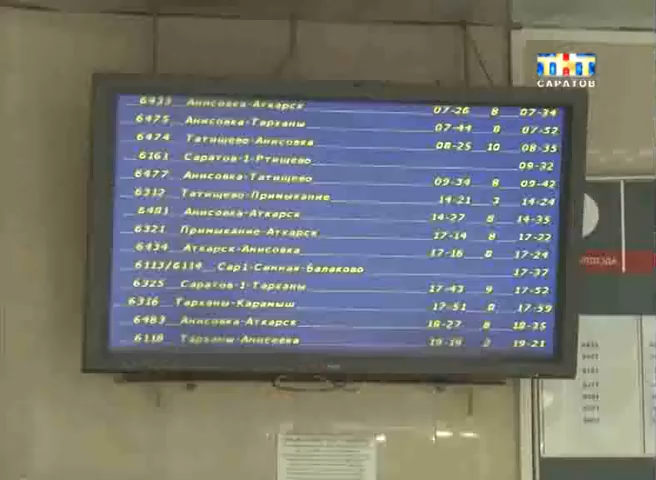 ТНТ
САРАТОВ
6433 Анисовка-Аткарск 07-26 8 07-34
6475 Анисовка-Тарханы 07-44 8 07-52
6474 Татищево-Анисовка 08-25 10 08-35
6161 Саратов-1-Ртищево 09-32
6477 Анисовка-Татищево 09-34 8 09-42
6312 Татищево-Примыкание 14-21 3 14-24
6481 Анисовка-Аткарск 14-27 8 14-35
6321 Примыкание-Аткарск 17-14 8 17-22
6434 Аткарск-Анисовка 17-16 8 17-24
6113/6114 Сар1-Сенная-Балаково 17-37
6325 Саратов-1-Тарханы 17-43 9 17-52
6316 Тарханы-Карамыш 17-51 8 17-59
6483 Анисовка-Аткарск 18-27 8 18-35
6118 19-19 2 19-21